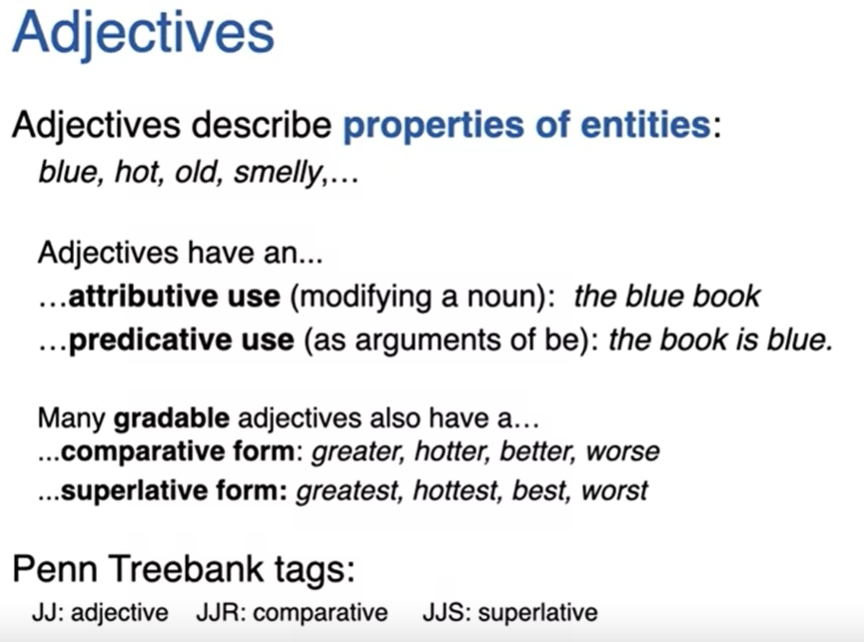 Adjectives
Adjectives describe properties of entities:
blue, hot, old, smelly,…
Adjectives have an...
…attributive use (modifying a noun): the blue book
…predicative use (as arguments of be): the book is blue.
Many gradable adjectives also have a…
...comparative form: greater, hotter, better, worse
...superlative form: greatest, hottest, best, worst
Penn Treebank tags:
JJ: adjective JJR: comparative JJS: superlative